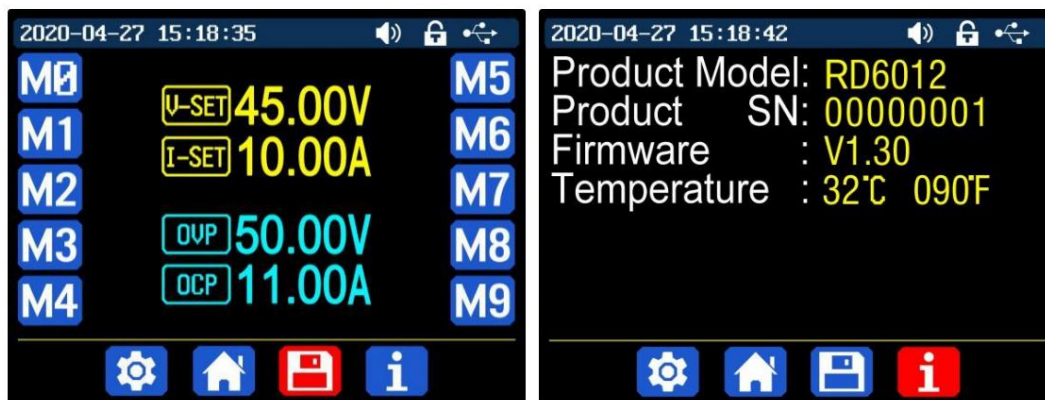 2020-04-27 15:18:35
M0 M5
V-SET 45.00V
M1 M6
I-SET 10.00A
M2 M7
M3 OVP 50.00V M8
OCP 11.00A
M4 M9
i
2020-04-27 15:18:42
Product Model: RD6012
Product SN: 00000001
Firmware : V1.30
Temperature : 32℃ 090℉
i